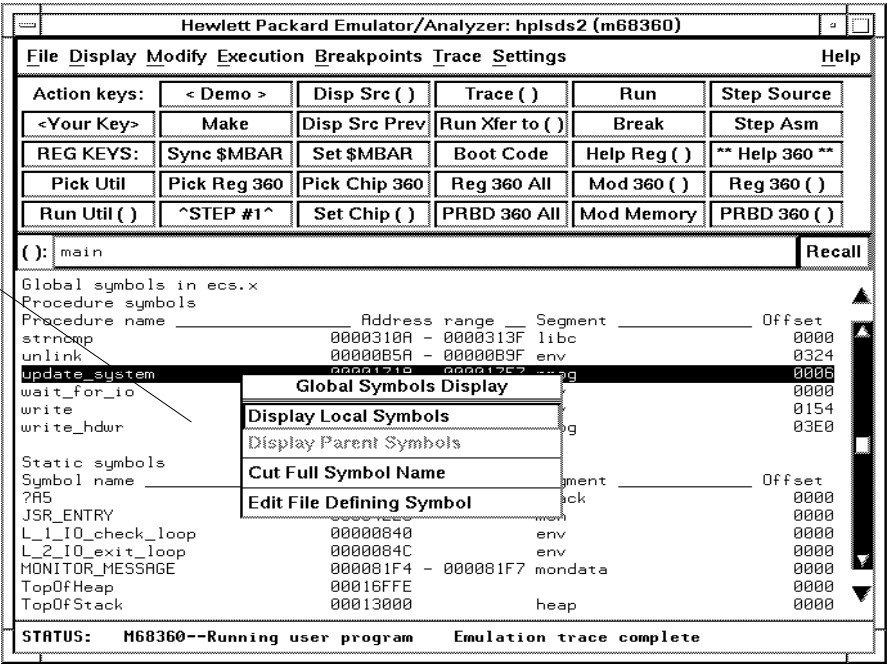 Hewlett Packard Emulator/Analyzer: hplsds2 (m68360)
File Display Modify Execution Breakpoints Trace Settings Help
Action keys: < Demo > Disp Src ( ) Trace ( ) Run Step Source
<Your Key> Make Disp Src Prev Run Xfer to ( ) Break Step Asm
REG KEYS: Sync $MBAR Set $MBAR Boot Code Help Reg ( ) ** Help 360 **
Pick Util Pick Reg 360 Pick Chip 360 Reg 360 All Mod 360 ( ) Reg 360 ( )
Run Util ( ) ^STEP #1^ Set Chip ( ) PRBD 360 All Mod Memory PRBD 360 ( )
( ): main Recall
Global symbols in ecs.x
Procedure symbols
Procedure name Address range Segment Offset
strncmp 0000310A - 0000313F libc 0000
unlink 00000B5A - 00000B9F env 0324
update_system 0006
wait_for_io 0000
write 0154
write_hdwr 03E0
Global Symbols Display
Display Local Symbols
Display Parent Symbols
Cut Full Symbol Name
Edit File Defining Symbol
Static symbols
Symbol name Offset
?A5 0000
JSR_ENTRY 0000
L_1_IO_check_loop 00000840 env 0000
L_2_IO_exit_loop 0000084C env 0000
MONITOR_MESSAGE 000081F4 - 000081F7 mondata 0000
TopOfHeap 00016FFE 0000
TopOfStack 00013000 heap 0000
STATUS: M68360--Running user program Emulation trace complete